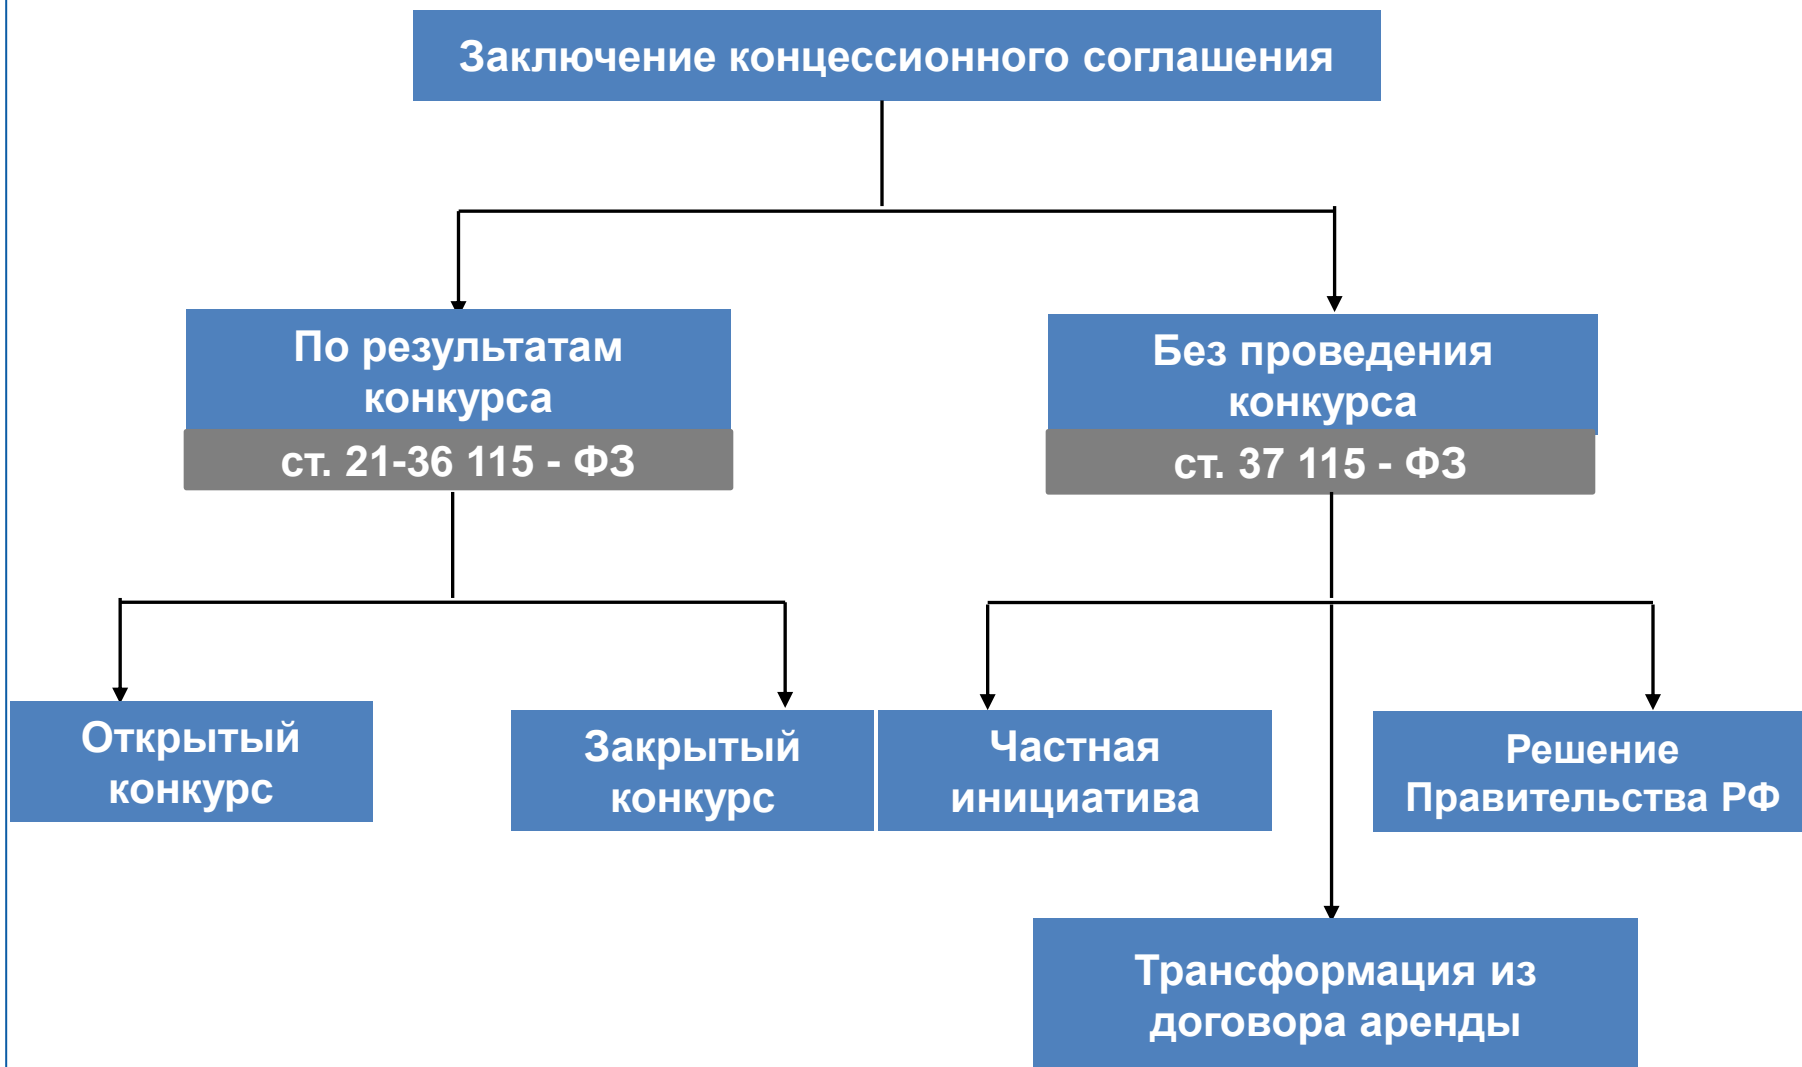 Заключение концессионного соглашения
По результатам
конкурса
ст. 21-36 115 - ФЗ
Без проведения
конкурса
ст. 37 115 - ФЗ
Открытый
конкурс
Закрытый
конкурс
Частная
инициатива
Решение
Правительства РФ
Трансформация из
договора аренды